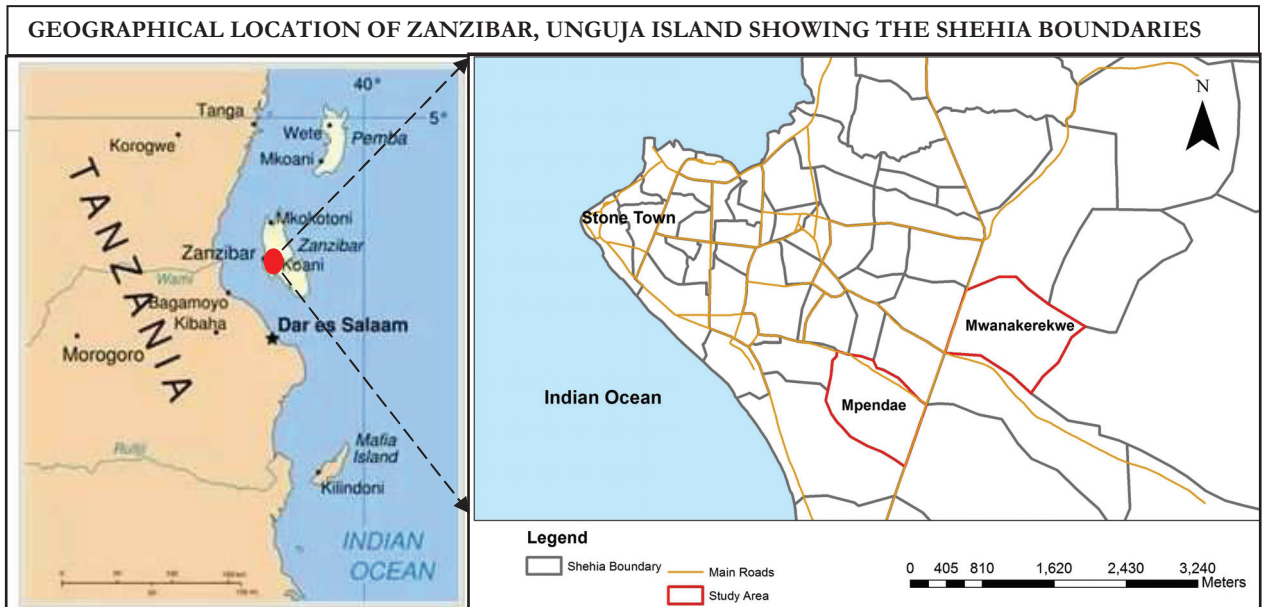 GEOGRAPHICAL LOCATION OF ZANZIBAR, UNGUJA ISLAND SHOWING THE SHEHIA BOUNDARIES
40°
5°
Tanga
Wete
Pemba
Korogwe
Mkoani
TANZANIA
Mkokotoni
Zanzibar
Zanzibar
Koani
Wami
Bagamoyo
Kibaha
Dar es Salaam
Morogoro
Mafia
Island
Rufiji
Kilindoni
INDIAN
OCEAN
N
Stone Town
Mwanakerekwe
Indian Ocean
Mpendae
Legend
Shehia Boundary
Main Roads
Study Area
0 405 810 1,620 2,430 3,240
Meters